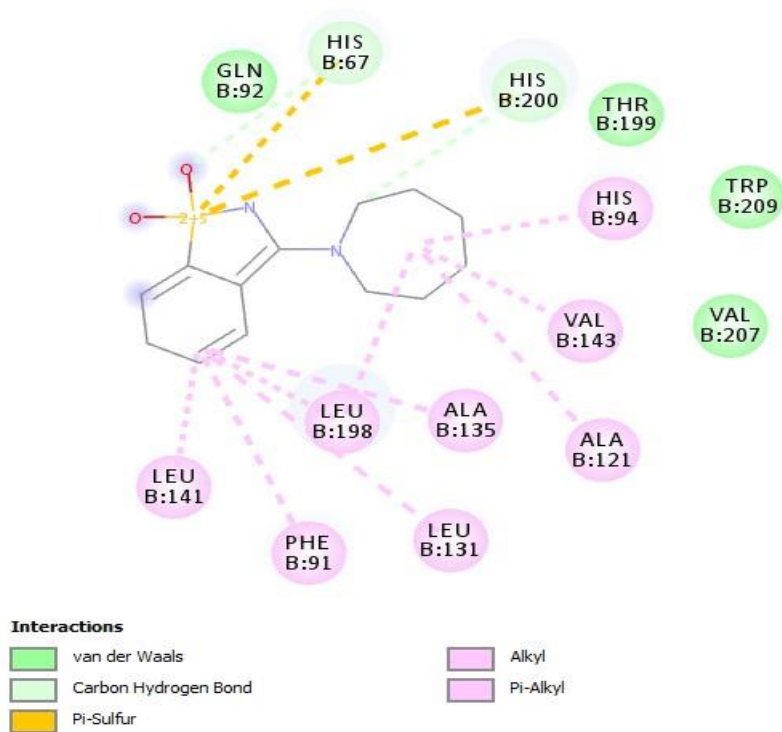 HIS
B:67
GLN
B:92
HIS
B:200
THR
B:199
TRP
B:209
HIS
B:94
VAL
B:143
VAL
B:207
LEU
B:198
ALA
B:135
ALA
B:121
LEU
B:141
PHE
B:91
LEU
B:131
O
O
2+S
N
N
Interactions
van der Waals
Carbon Hydrogen Bond
Pi-Sulfur
Alkyl
Pi-Alkyl